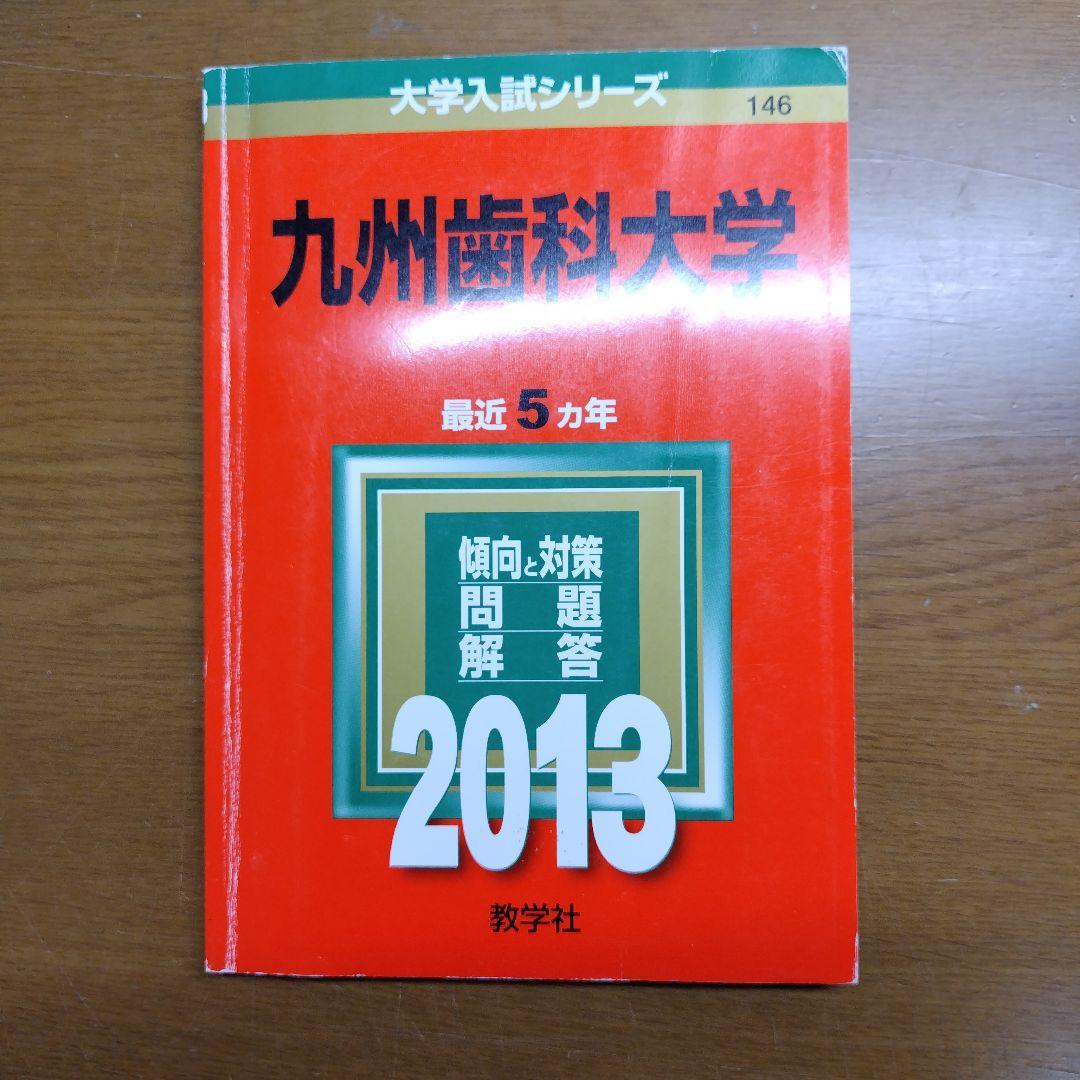 大学入試シリーズ
146
九州歯科大学
最近5ヵ年
傾向と対策
問題
解答
2013
教学社